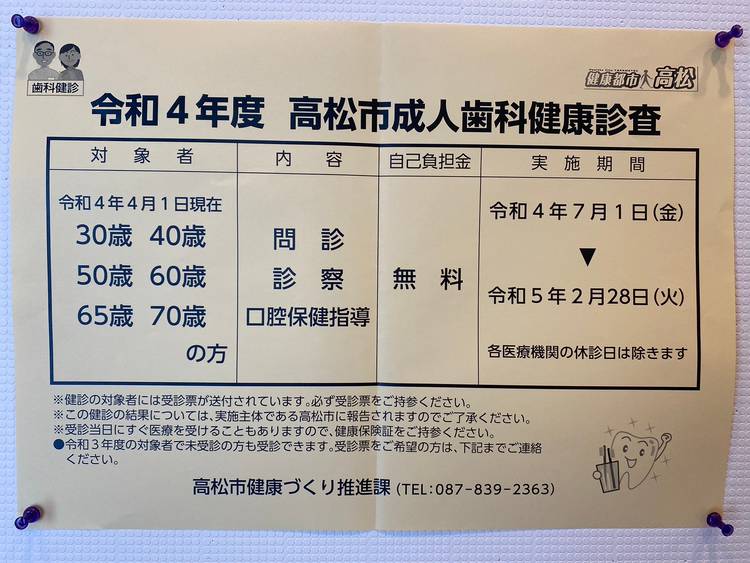 歯科健診
健康都市 高松
令和4年度 高松市成人歯科健康診査
対象者 内容 自己負担金 実施期間
令和4年4月1日現在
30歳 40歳
50歳 60歳
65歳 70歳
の方
問診
診察
口腔保健指導
無料
令和4年7月1日(金)
▼
令和5年2月28日(火)
各医療機関の休診日は除きます
※健診の対象者には受診票が送付されています。必ず受診票をご持参ください。
※この健診の結果については、実施主体である高松市に報告されますのでご了承ください。
※受診当日にすぐ医療を受けることもありますので、健康保険証をご持参ください。
●令和3年度の対象者で未受診の方も受診できます。受診票をご希望の方は、下記までご連絡
ください。
高松市健康づくり推進課(TEL:087-839-2363)